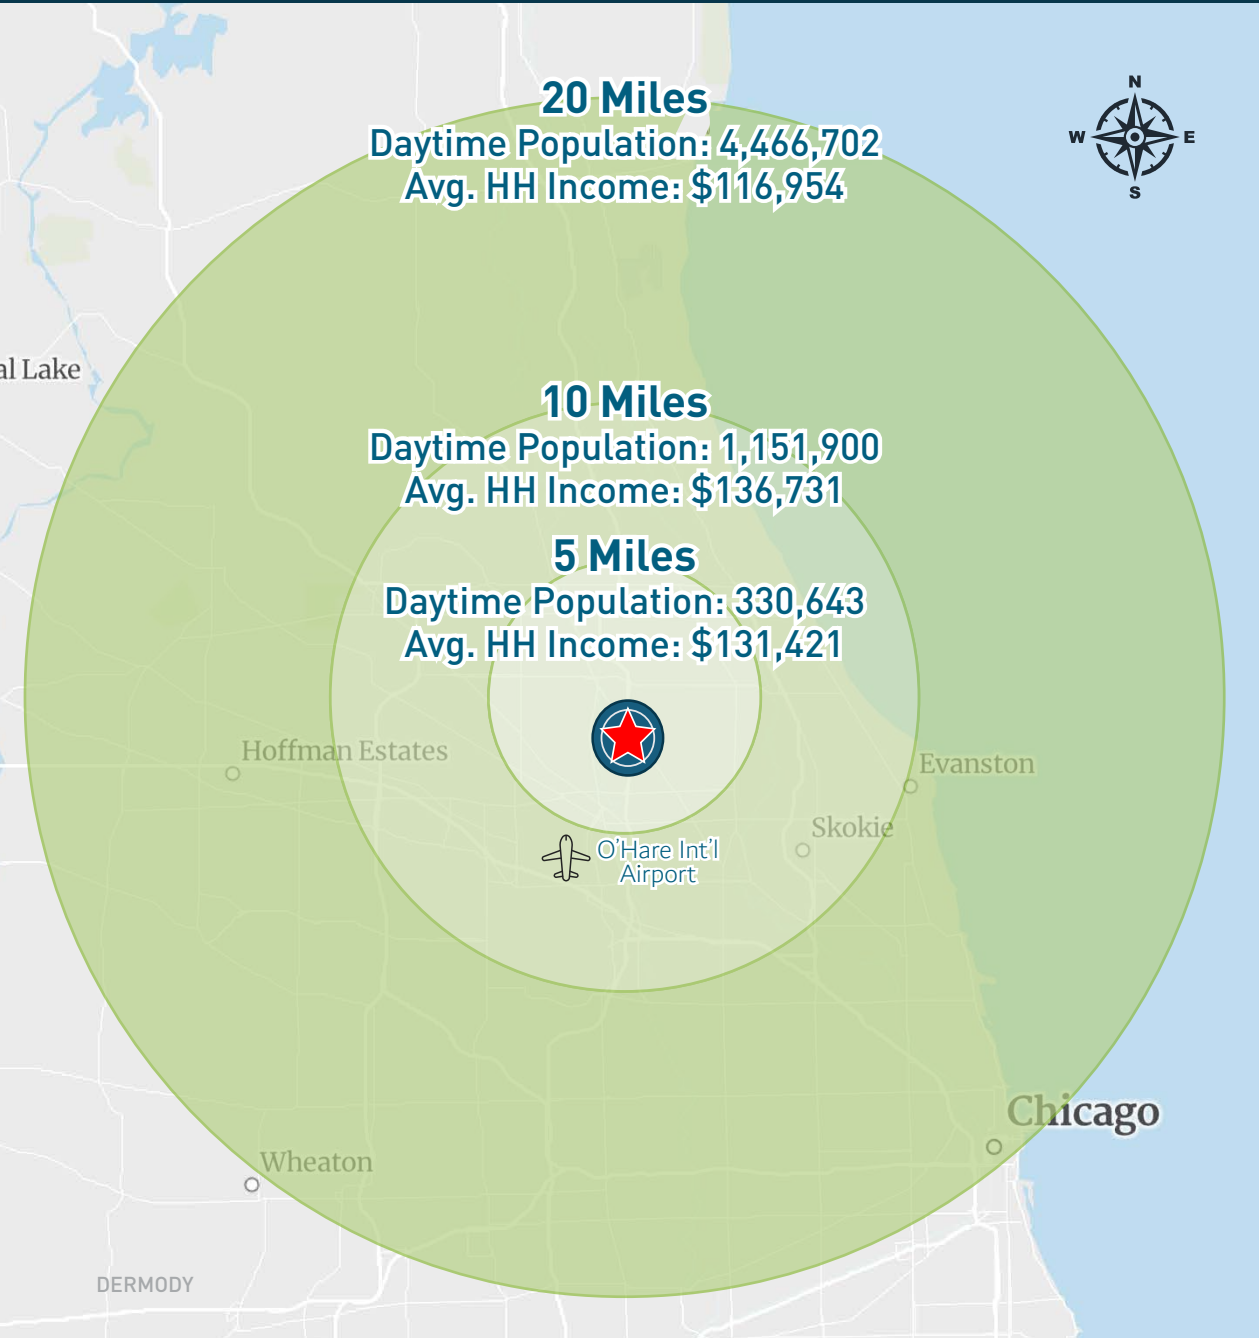 N
W E
S
20 Miles
Daytime Population: 4,466,702
Avg. HH Income: $116,954
al Lake
10 Miles
Daytime Population: 1,151,900
Avg. HH Income: $136,731
5 Miles
Daytime Population: 330,643
Avg. HH Income: $131,421
Hoffman Estates
Evanston
Skokie
O'Hare Int'l
Airport
Chicago
Wheaton
DERMODY